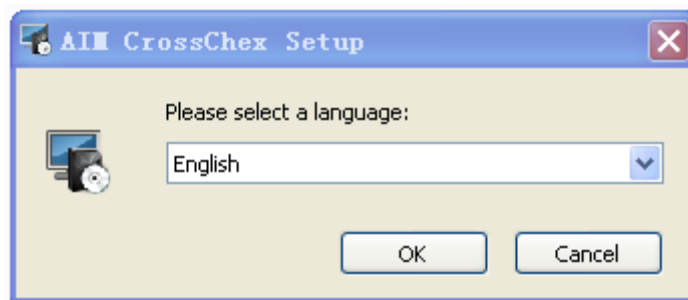 AIM CrossChex Setup
Please select a language:
English
OK
Cancel